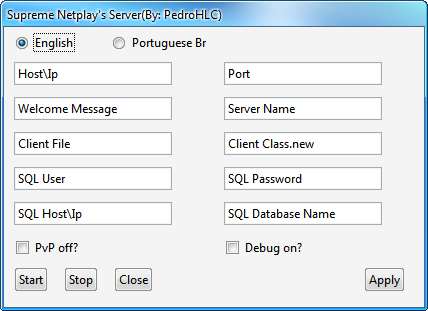 Supreme Netplay's Server(By: PedroHLC)
English Portuguese Br
Host\Ip Port
Welcome Message Server Name
Client File Client Class.new
SQL User SQL Password
SQL Host\Ip SQL Database Name
PvP off? Debug on?
Start Stop Close Apply